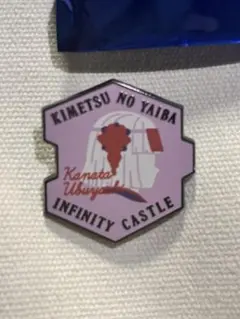 KIMETSU NO YAIBA
Kanata
Ubuyashiki
INFINITY CASTLE